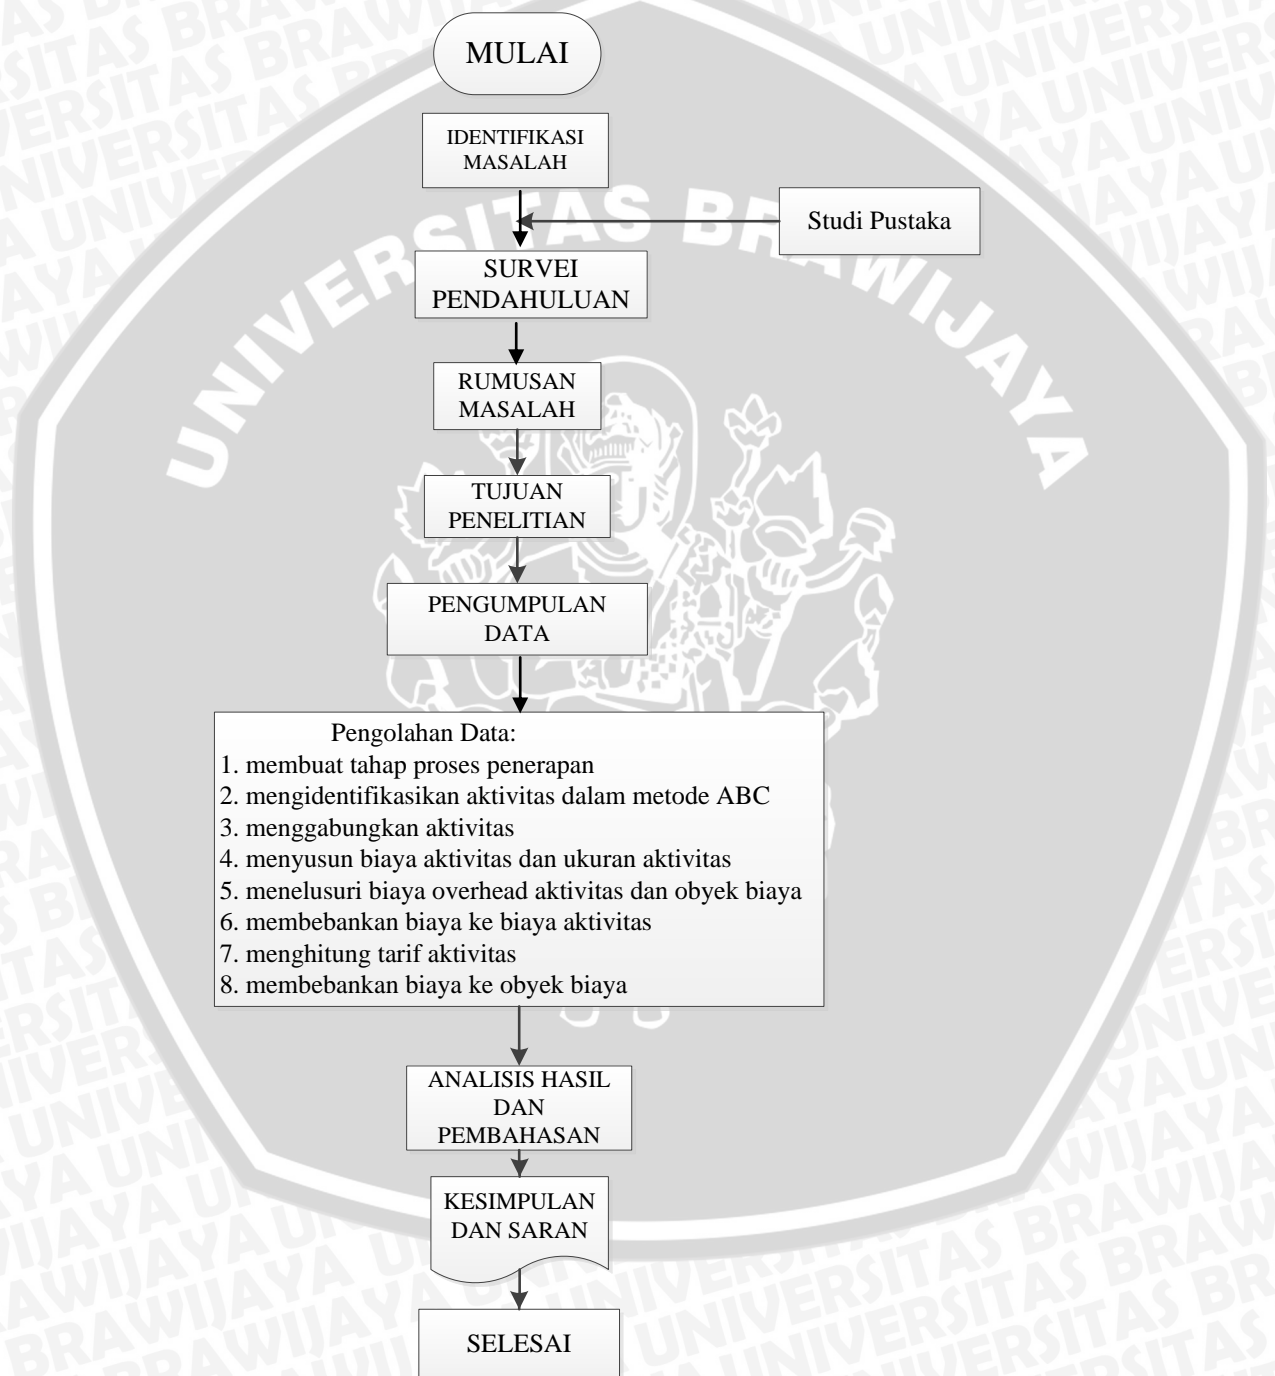 MULAI
IDENTIFIKASI
MASALAH
Studi Pustaka
SURVEI
PENDAHULUAN
RUMUSAN
MASALAH
TUJUAN
PENELITIAN
PENGUMPULAN
DATA
Pengolahan Data:
1. membuat tahap proses penerapan
2. mengidentifikasikan aktivitas dalam metode ABC
3. menggabungkan aktivitas
4. menyusun biaya aktivitas dan ukuran aktivitas
5. menelusuri biaya overhead aktivitas dan obyek biaya
6. membebankan biaya ke biaya aktivitas
7. menghitung tarif aktivitas
8. membebankan biaya ke obyek biaya
ANALISIS HASIL
DAN
PEMBAHASAN
KESIMPULAN
DAN SARAN
SELESAI
UNIVERSITAS BRAWIJAYA